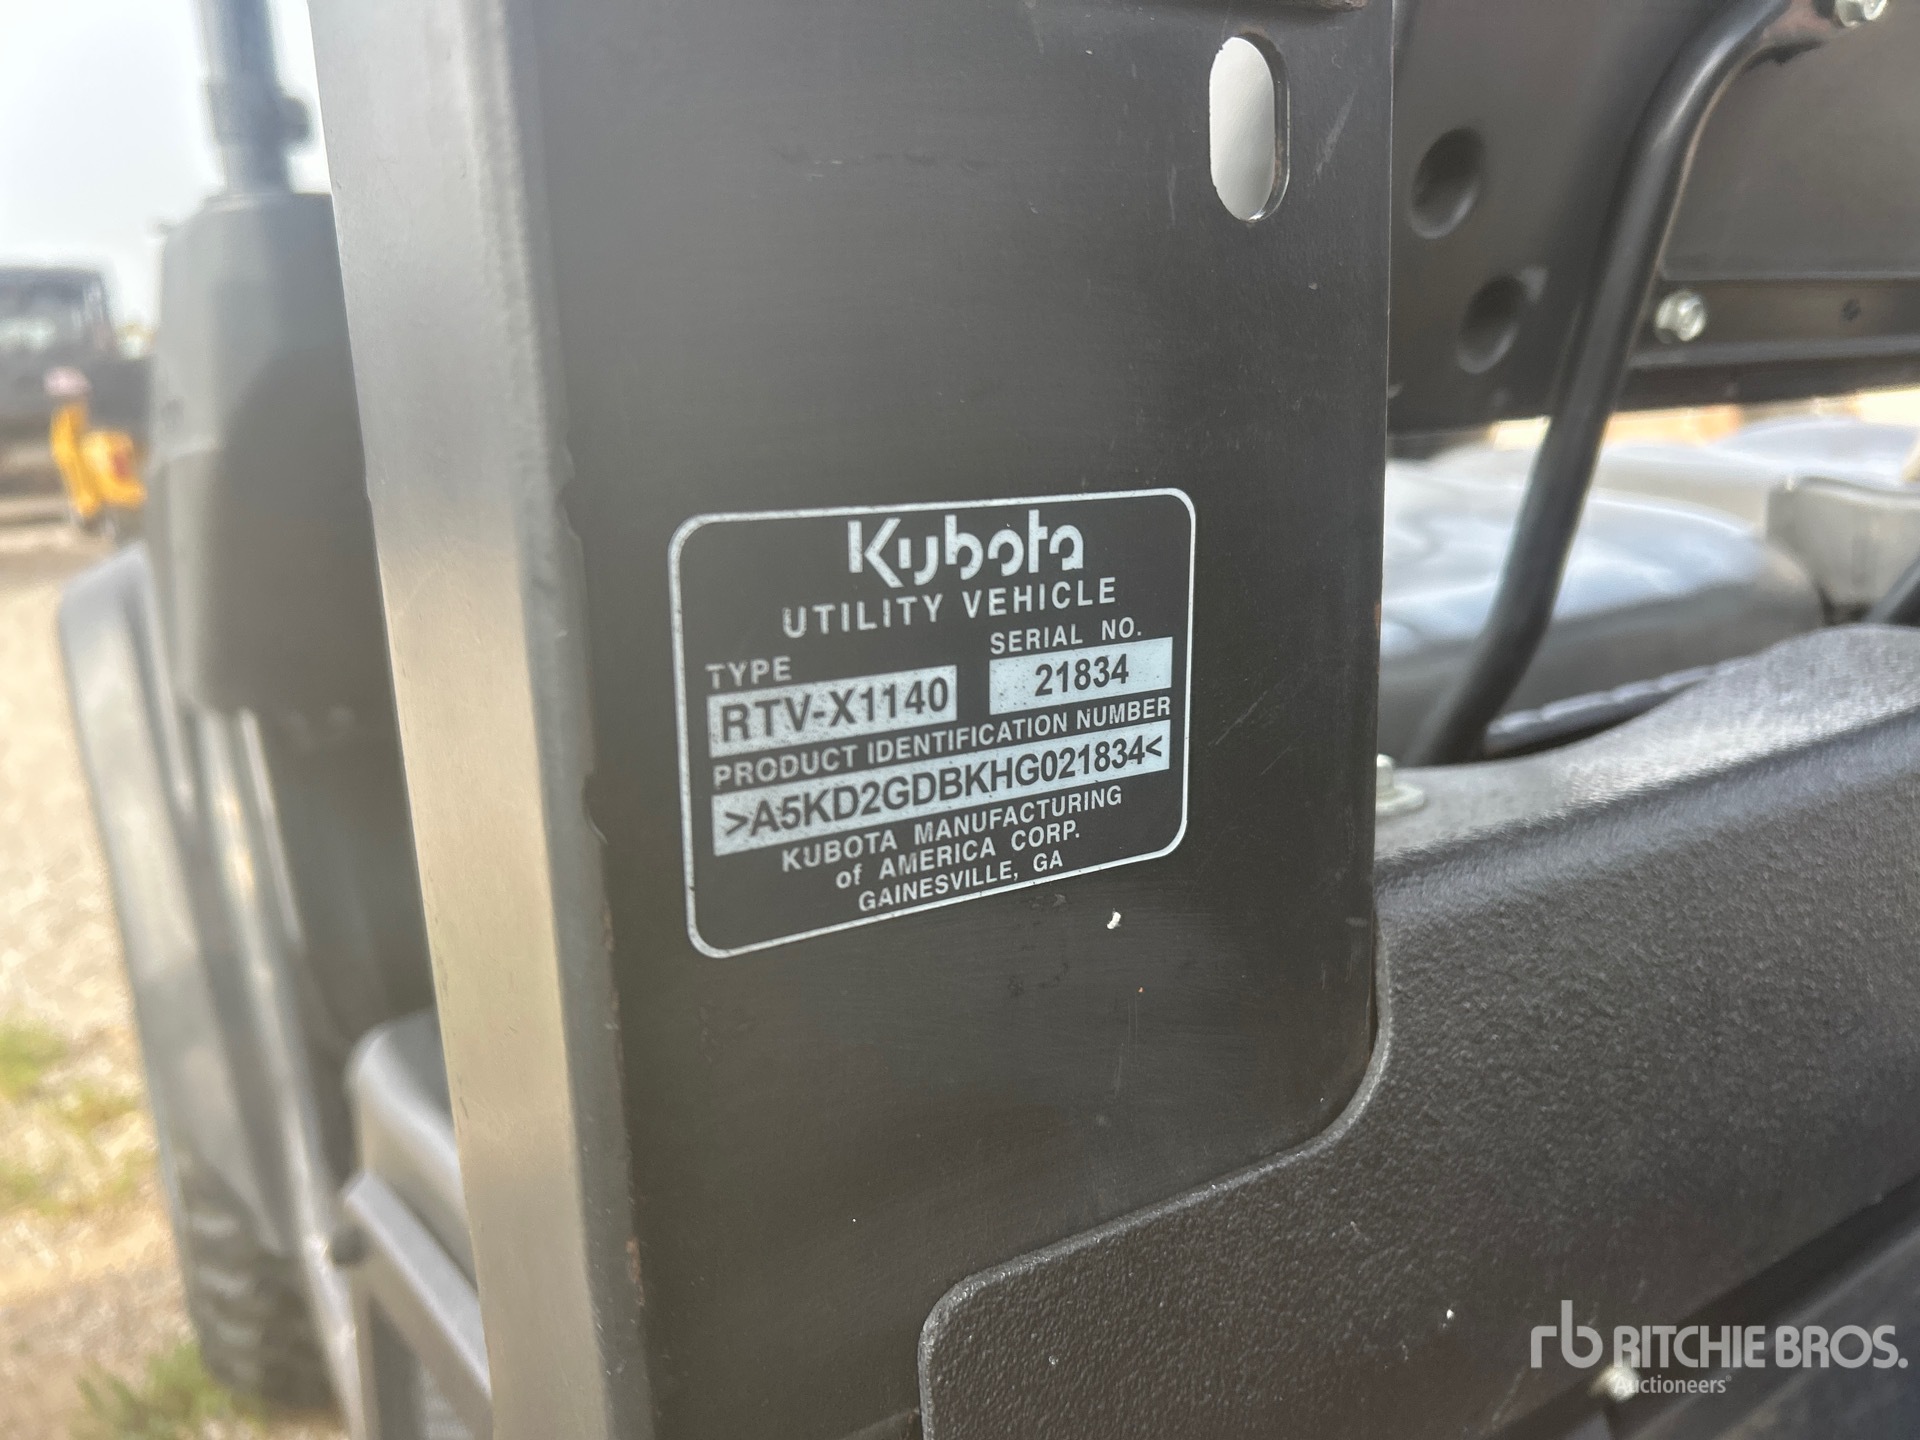 Kubota
UTILITY VEHICLE
TYPE SERIAL NO.
RTV-X1140 21834
PRODUCT IDENTIFICATION NUMBER
>A5KD2GDBKHG021834<
KUBOTA MANUFACTURING
of AMERICA CORP.
GAINESVILLE, GA
rb RITCHIE BROS.
Auctioneers